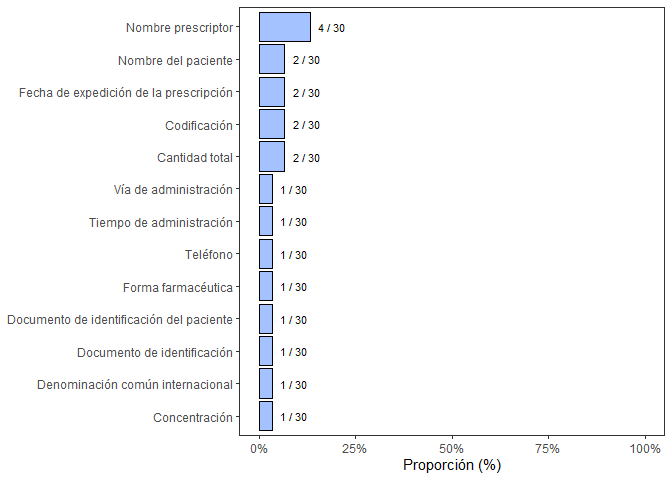 Nombre prescriptor 4 / 30
Nombre del paciente 2 / 30
Fecha de expedición de la prescripción 2 / 30
Codificación 2 / 30
Cantidad total 2 / 30
Vía de administración 1 / 30
Tiempo de administración 1 / 30
Teléfono 1 / 30
Forma farmacéutica 1 / 30
Documento de identificación del paciente 1 / 30
Documento de identificación 1 / 30
Denominación común internacional 1 / 30
Concentración 1 / 30
0% 25% 50% 75% 100%
Proporción (%)